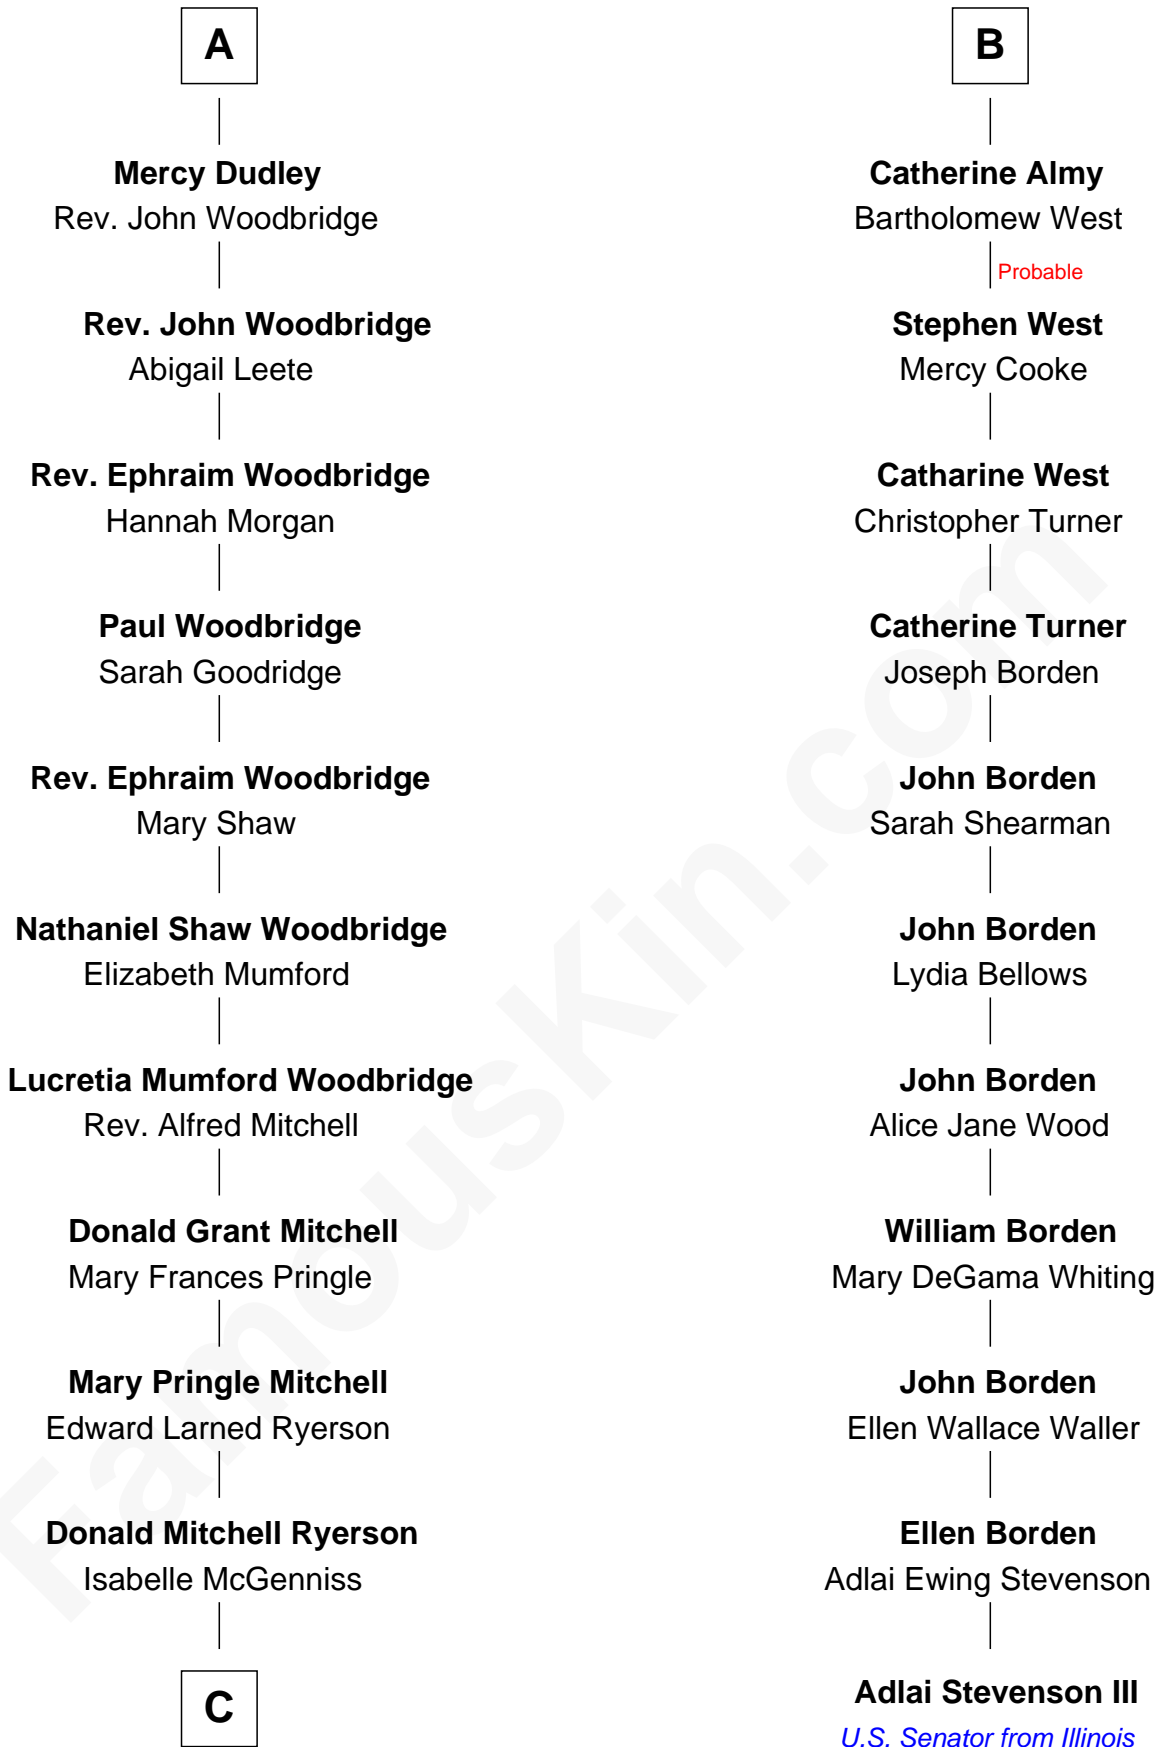 A
Mercy Dudley
Rev. John Woodbridge
Rev. John Woodbridge
Abigail Leete
Rev. Ephraim Woodbridge
Hannah Morgan
Paul Woodbridge
Sarah Goodridge
Rev. Ephraim Woodbridge
Mary Shaw
Nathaniel Shaw Woodbridge
Elizabeth Mumford
Lucretia Mumford Woodbridge
Rev. Alfred Mitchell
Donald Grant Mitchell
Mary Frances Pringle
Mary Pringle Mitchell
Edward Larned Ryerson
Donald Mitchell Ryerson
Isabelle McGenniss
C
B
Catherine Almy
Bartholomew West
Probable
Stephen West
Mercy Cooke
Catharine West
Christopher Turner
Catherine Turner
Joseph Borden
John Borden
Sarah Shearman
John Borden
Lydia Bellows
John Borden
Alice Jane Wood
William Borden
Mary DeGama Whiting
John Borden
Ellen Wallace Waller
Ellen Borden
Adlai Ewing Stevenson
Adlai Stevenson III
U.S. Senator from Illinois
FamousKin.com